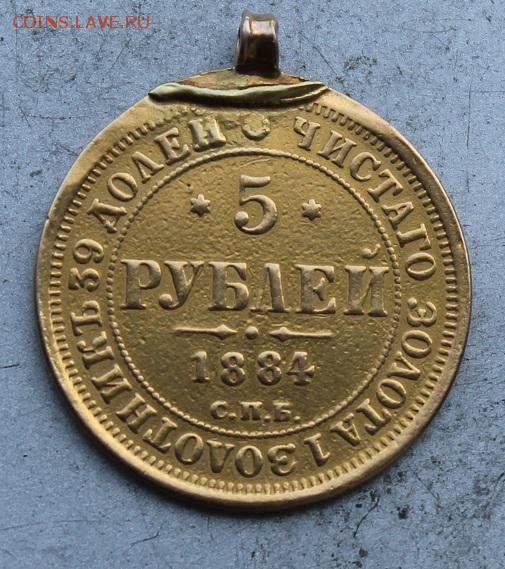 COINS.LAVE.RU
ЧИСТАГО ЗОЛОТА 1 ЗОЛОТНИКЪ 39 ДОЛЕЙ
* 5 *
РУБЛЕЙ
1884
С.П.Б.